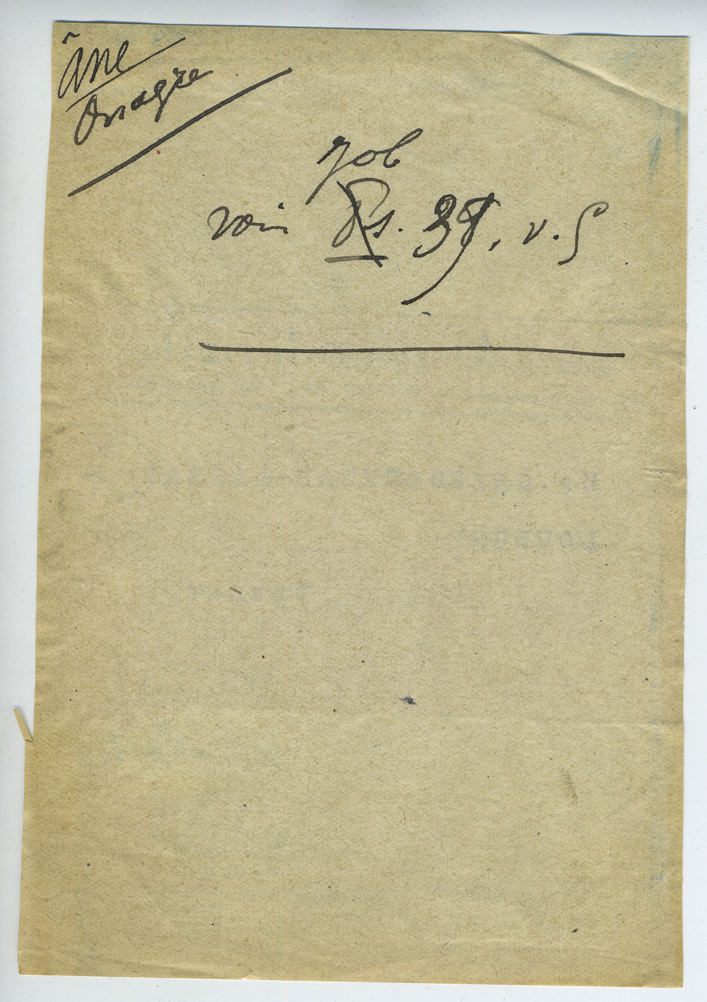 âne
Onagre
Job
voir Ps. 39, v. 5